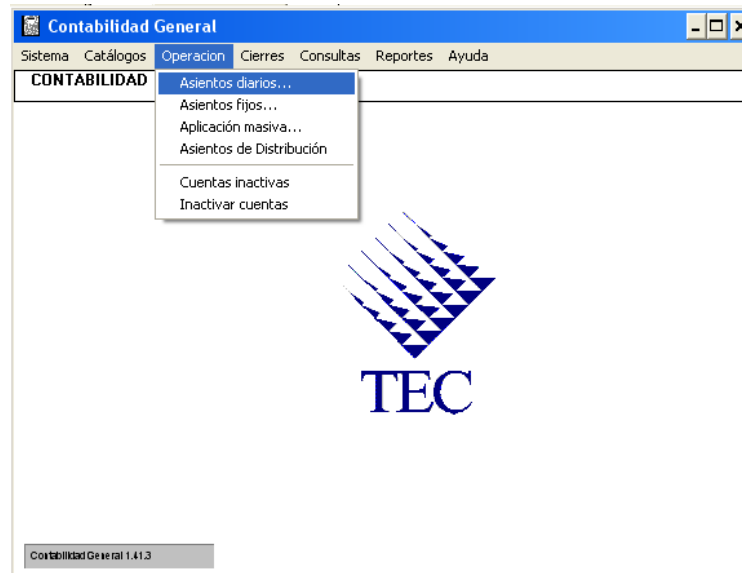 Contabilidad General
Sistema Catálogos Operacion Cierres Consultas Reportes Ayuda
CONTABILIDAD
Asientos diarios...
Asientos fijos...
Aplicación masiva...
Asientos de Distribución
Cuentas inactivas
Inactivar cuentas
TEC
Contabilidad General 1.41.3